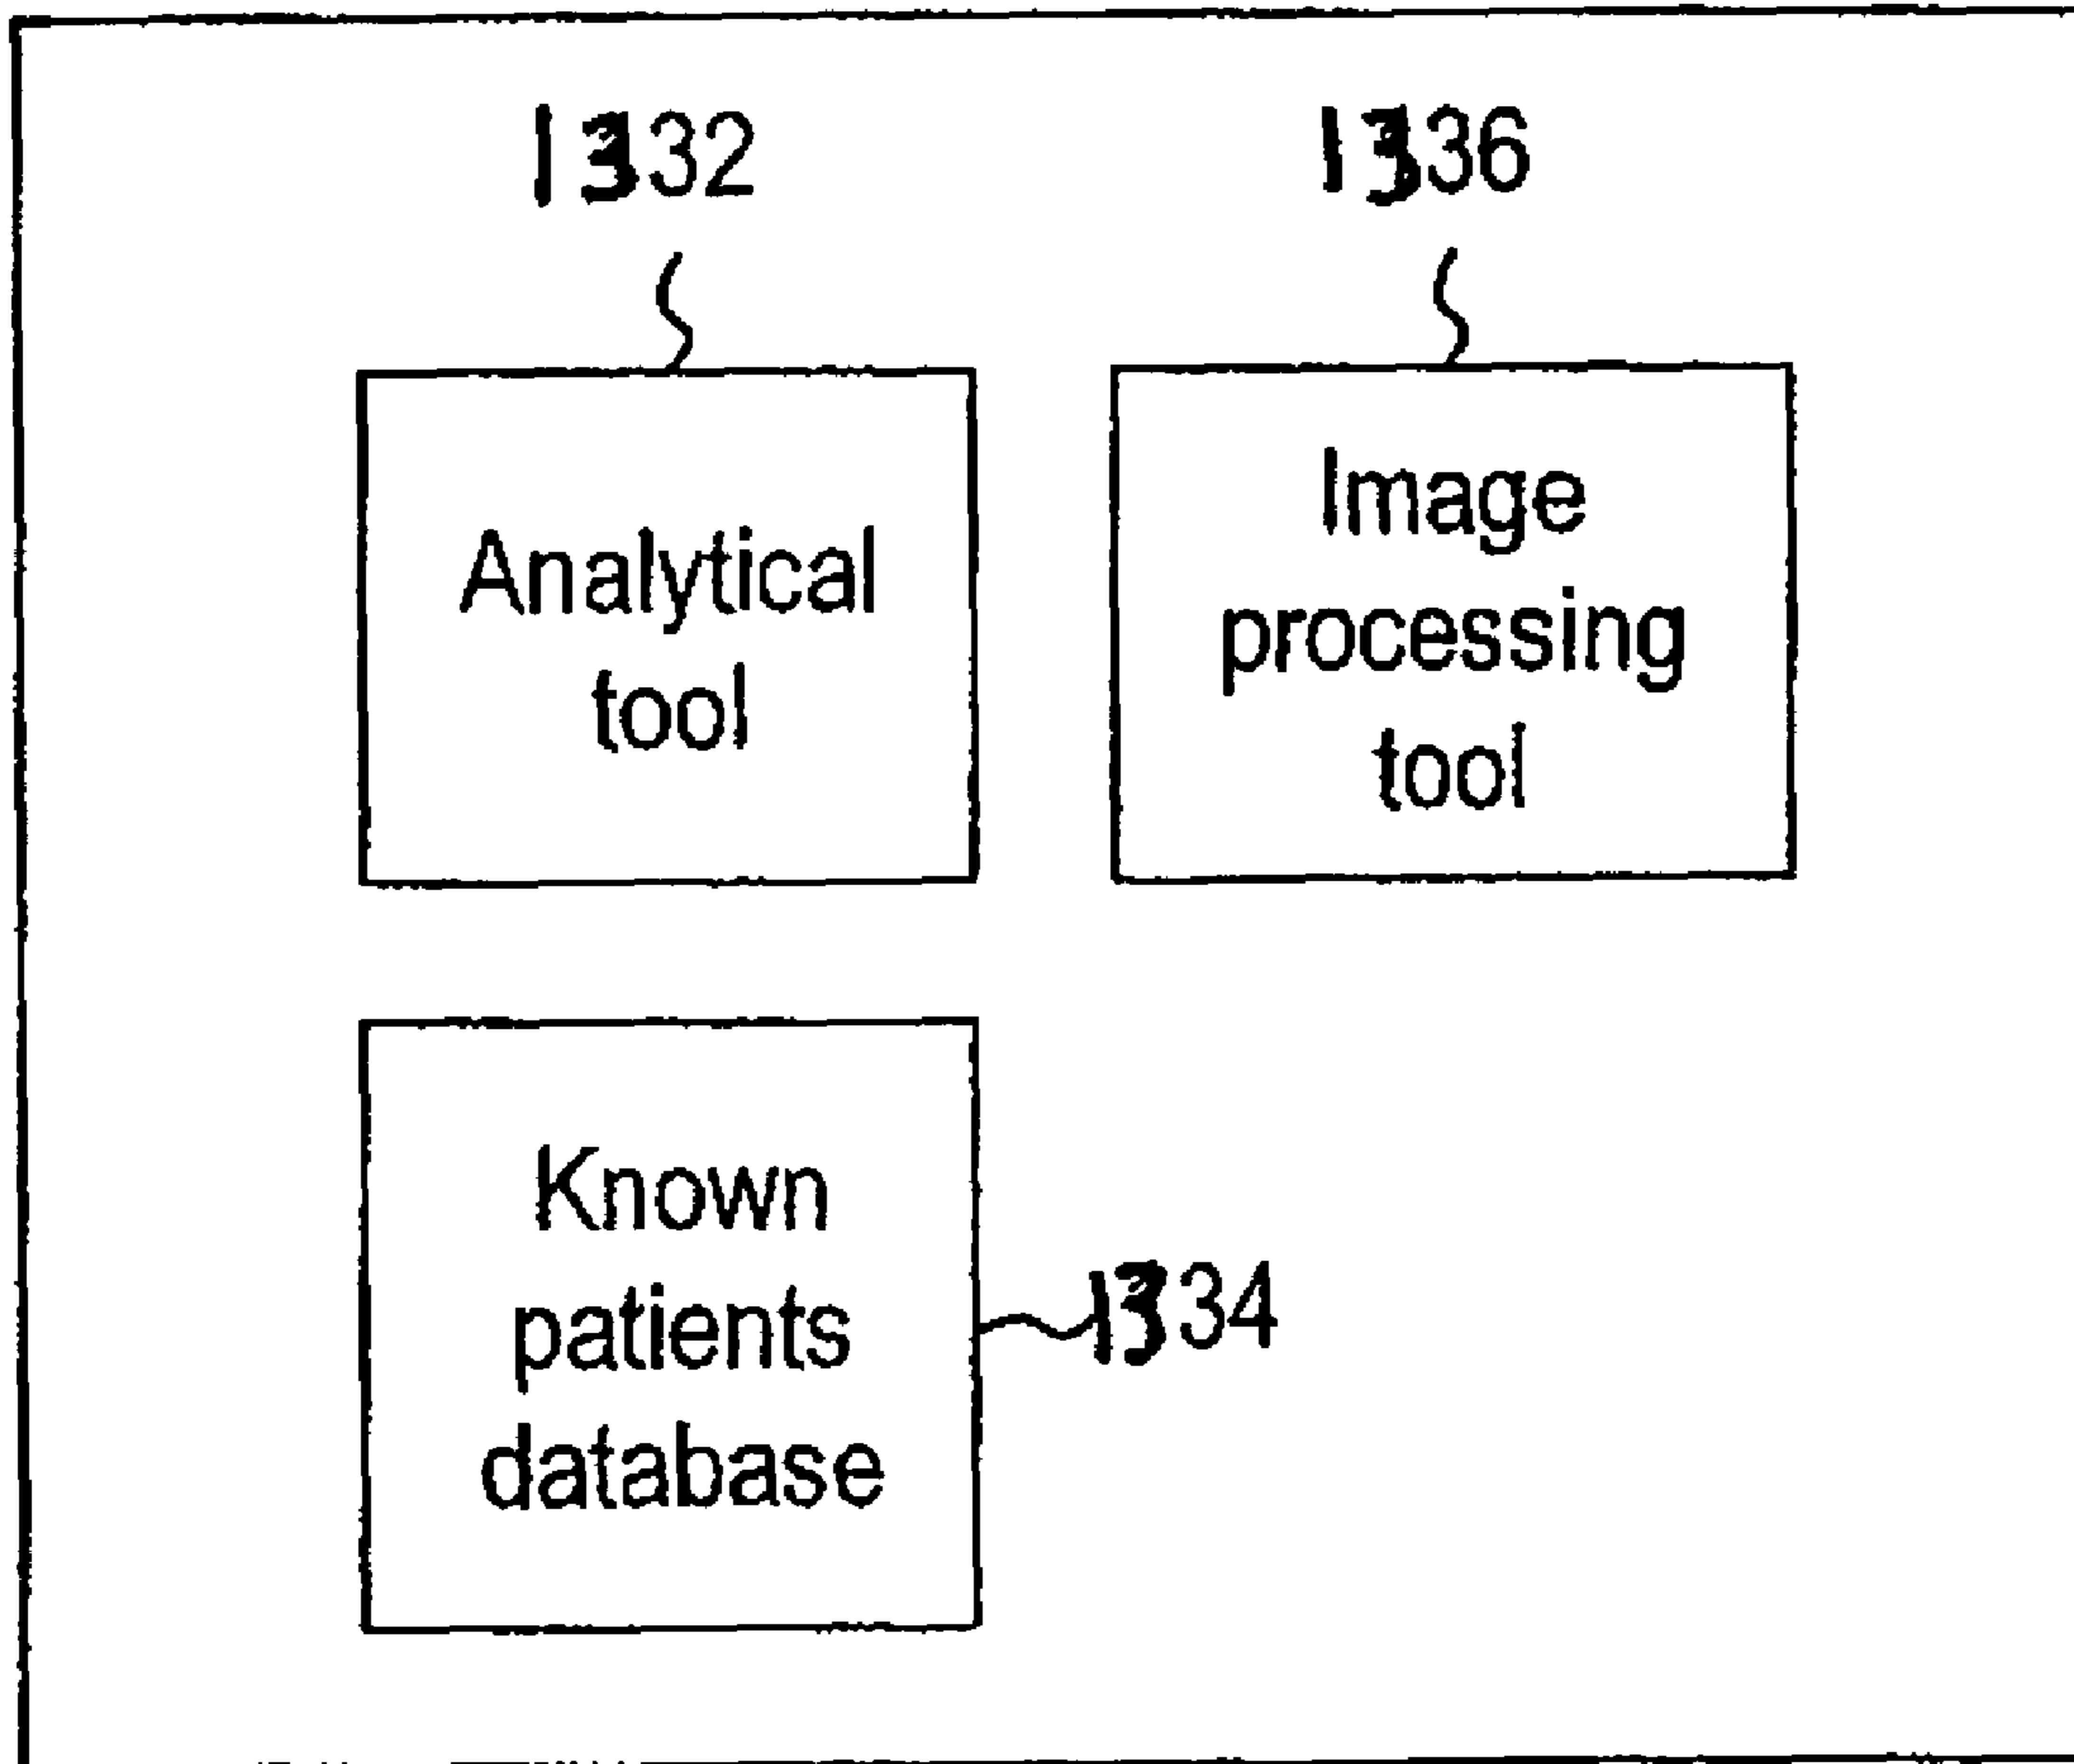 1332
1336
Analytical
tool
Image
processing
tool
Known
patients
database
1334